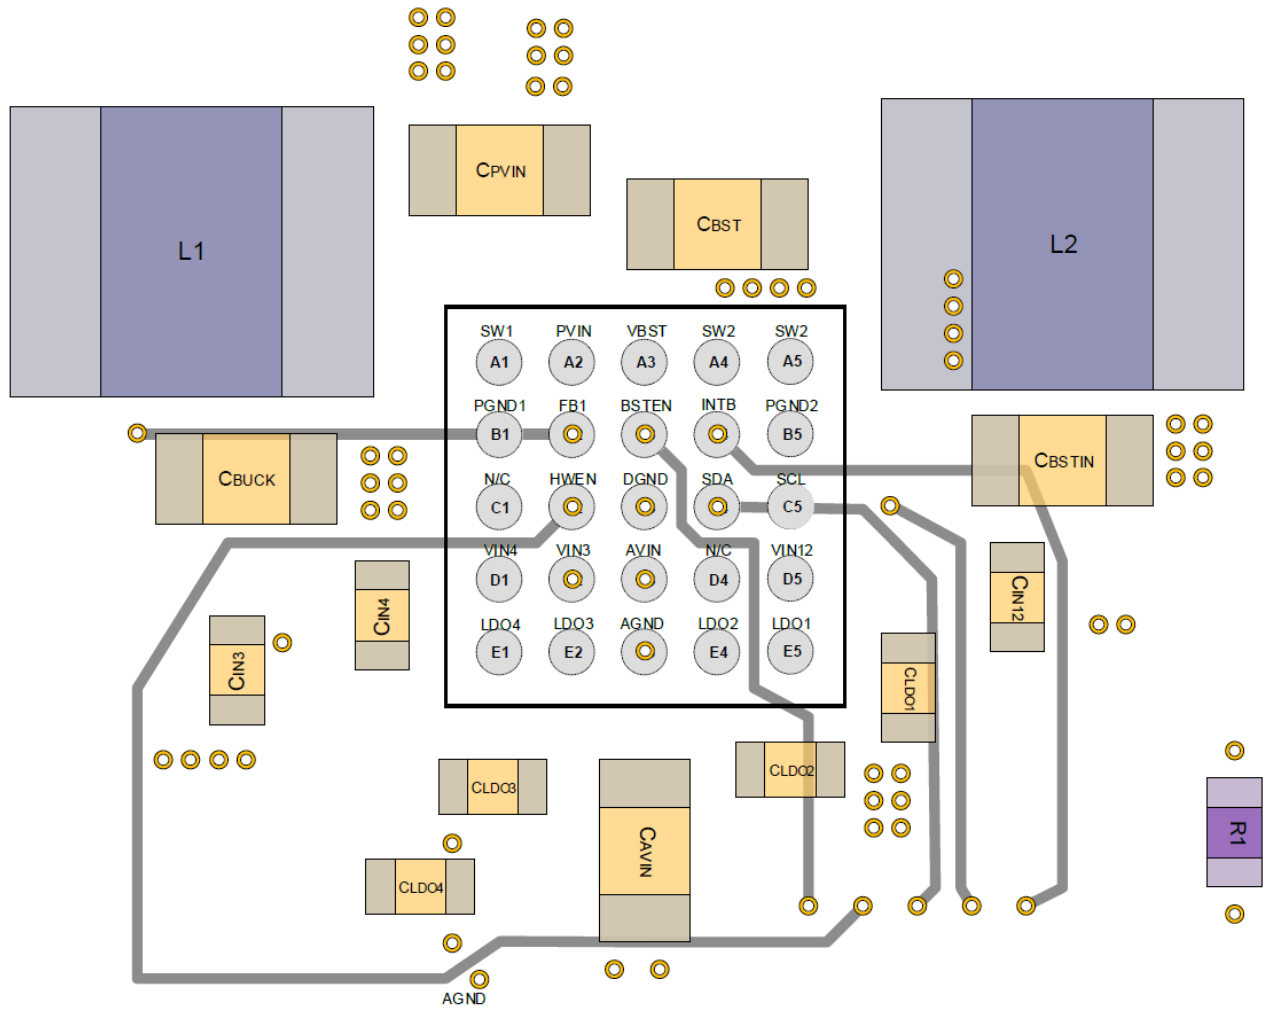 CPVIN
CBST
L1
L2
SW1 PVIN VBST SW2 SW2
A1 A2 A3 A4 A5
PGND1 FB1 BSTEN INTB PGND2
B1 B5
CBUCK
CBSTIN
N/C HWEN DGND SDA SCL
C1 C5
VIN4 VIN3 AVIN N/C VIN12
D1 D4 D5
CIN4
CIN12
LDO4 LDO3 AGND LDO2 LDO1
E1 E2 E4 E5
CIN3
CLDO1
CLDO3
CLDO2
CAVIN
R1
CLDO4
AGND